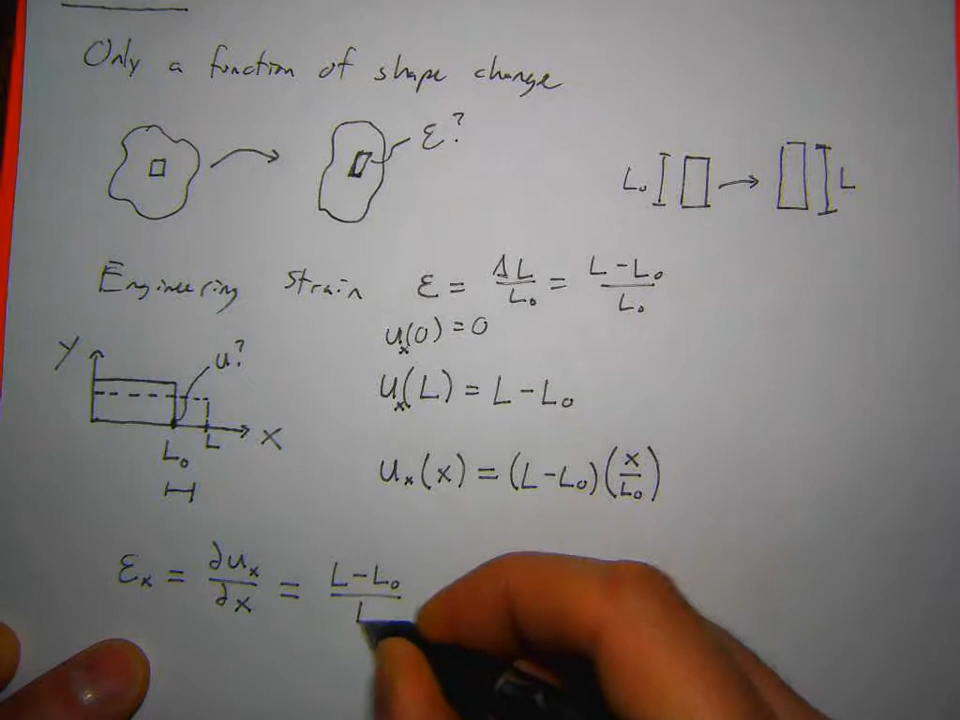 Only a function of shape change
ε?
L₀ L
Engineering strain ε = ΔL/L₀ = L-L₀/L₀
uₓ(0) = 0
y u?
uₓ(L) = L-L₀
x
L₀ L
uₓ(x) = (L-L₀)(x/L₀)
εₓ = ∂uₓ/∂x = L-L₀/L